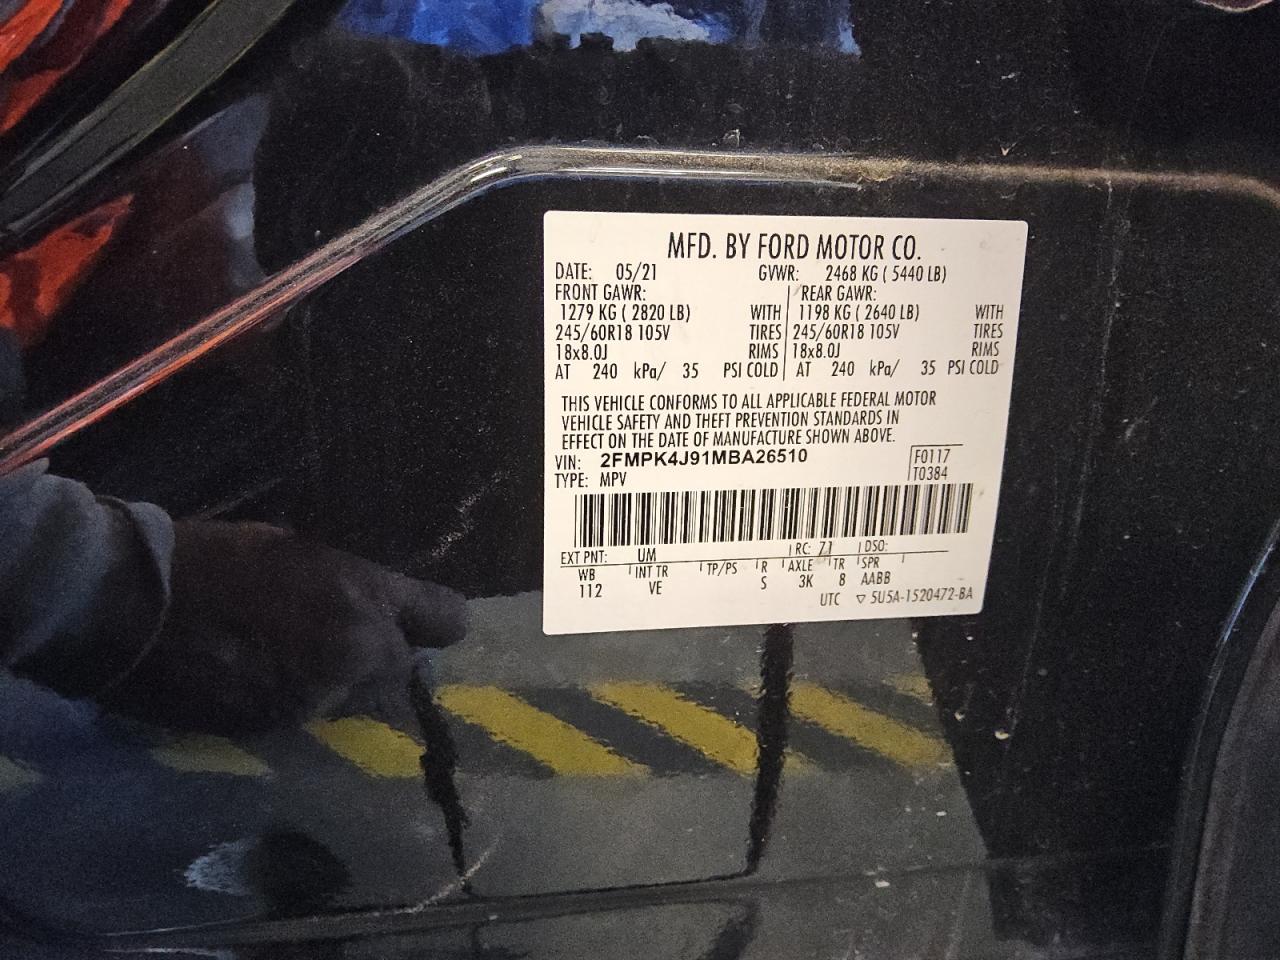 MFD. BY FORD MOTOR CO.
DATE: 05/21 GVWR: 2468 KG ( 5440 LB)
FRONT GAWR: REAR GAWR:
1279 KG ( 2820 LB) WITH 1198 KG ( 2640 LB) WITH
245/60R18 105V TIRES 245/60R18 105V TIRES
18x8.0J RIMS 18x8.0J RIMS
AT 240 kPa/ 35 PSI COLD AT 240 kPa/ 35 PSI COLD
THIS VEHICLE CONFORMS TO ALL APPLICABLE FEDERAL MOTOR
VEHICLE SAFETY AND THEFT PREVENTION STANDARDS IN
EFFECT ON THE DATE OF MANUFACTURE SHOWN ABOVE.
VIN: 2FMPK4J91MBA26510 F0117
TYPE: MPV T0384
EXT PNT: UM RC: 71 DSO:
WB INT TR TP/PS R AXLE TR SPR
112 VE S 3K 8 AABB
UTC ▽ 5U5A-1520472-BA